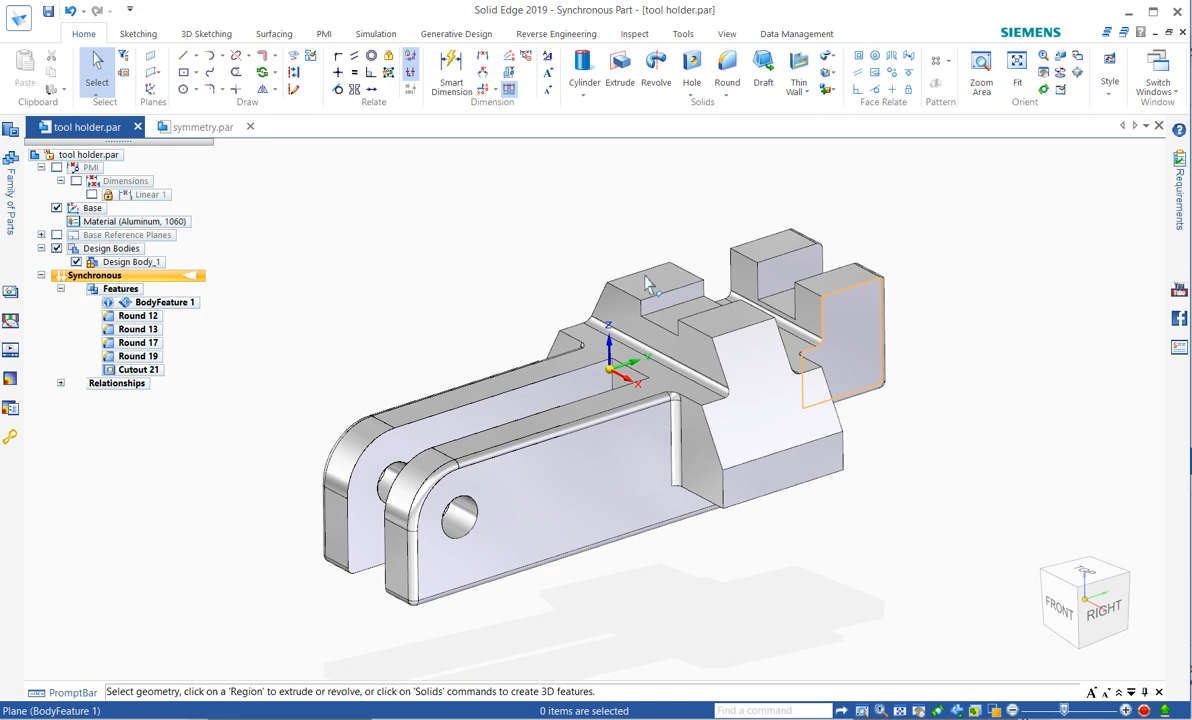 Solid Edge 2019 - Synchronous Part - [tool holder.par]
Home
Sketching
3D Sketching
Surfacing
PMI
Simulation
Generative Design
Reverse Engineering
Inspect
Tools
View
Data Management
SIEMENS
Paste
Select
Smart Dimension
Cylinder
Extrude
Revolve
Hole
Round
Draft
Thin Wall
Zoom Area
Fit
Style
Switch Windows
Clipboard
Select
Planes
Draw
Relate
Dimension
Solids
Face Relate
Pattern
Orient
Window
tool holder.par
symmetry.par
Family of Parts
Requirements
You
Tube
tool holder.par
PMI
Dimensions
Linear 1
Base
Material (Aluminum, 1060)
Base Reference Planes
Design Bodies
Design Body_1
Synchronous
Features
BodyFeature 1
Round 12
Round 13
Round 17
Round 19
Cutout 21
Relationships
Z
Y
X
TOP
FRONT
RIGHT
PromptBar
Select geometry, click on a 'Region' to extrude or revolve, or click on 'Solids' commands to create 3D features.
Plane (BodyFeature 1)
0 items are selected
Find a command